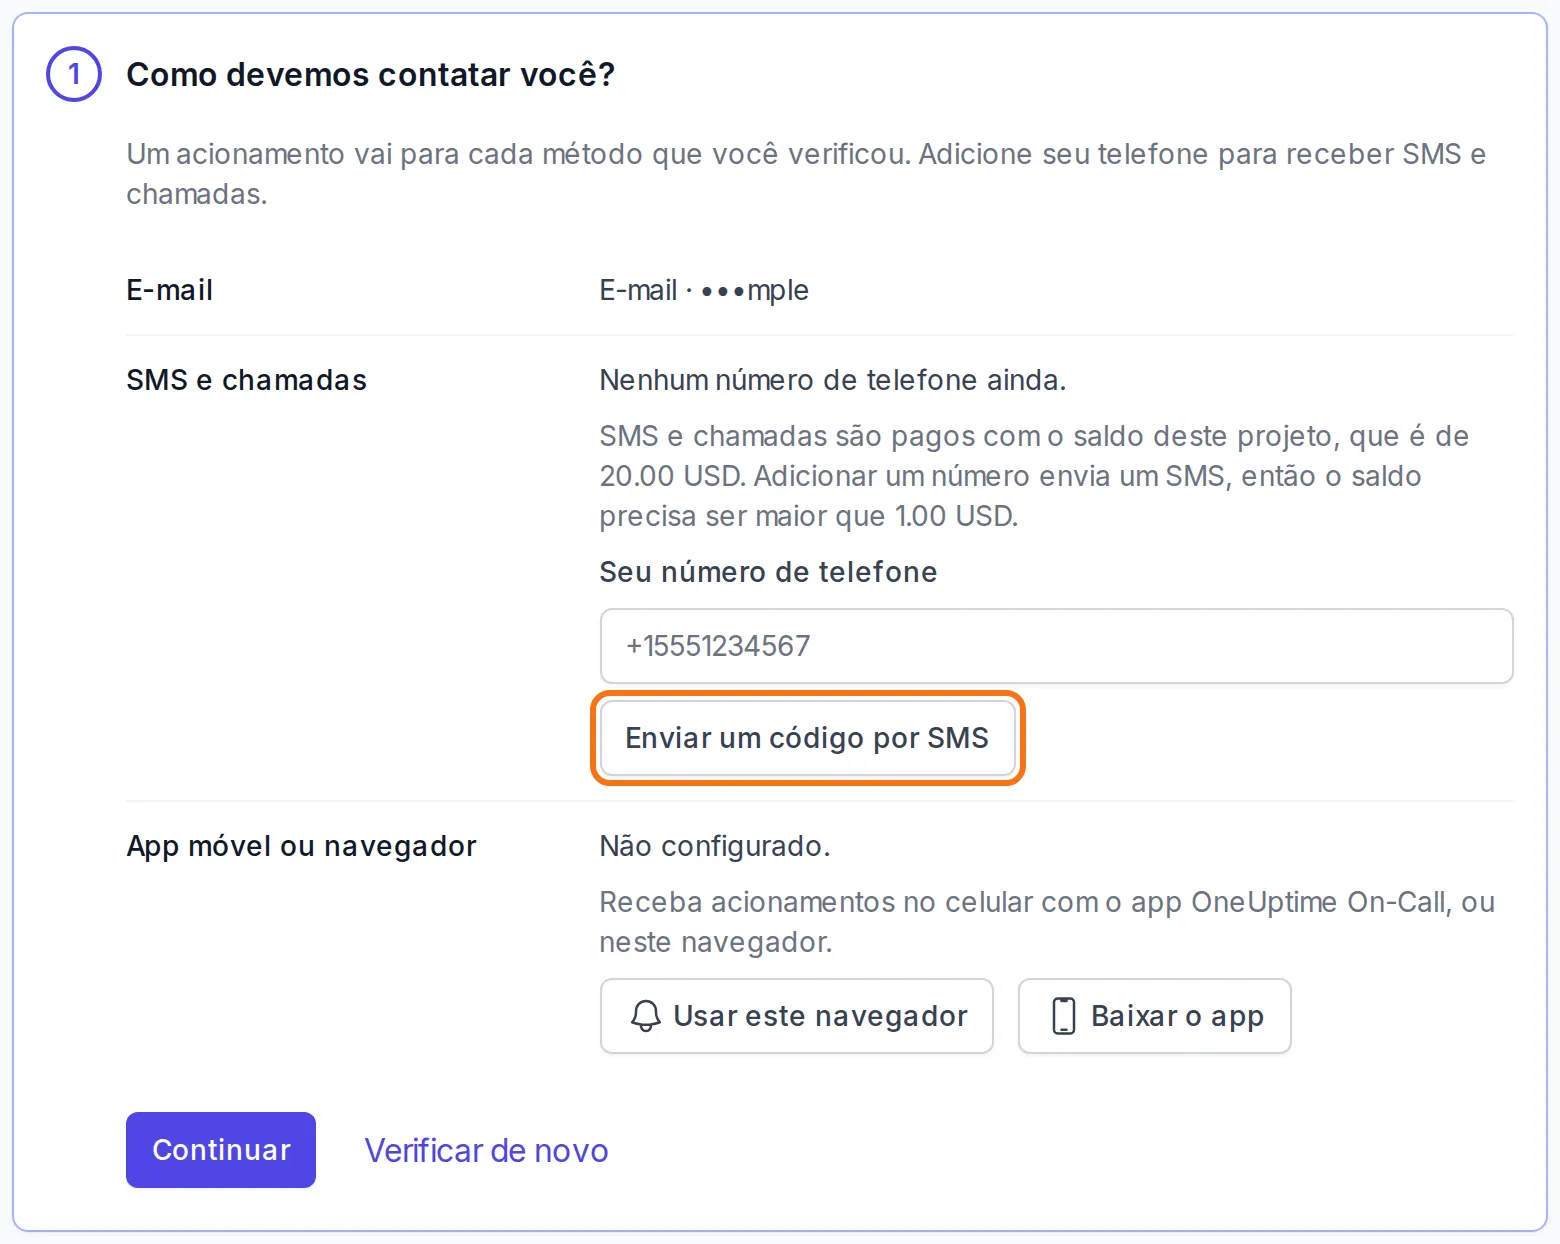 1
Como devemos contatar você?
Um acionamento vai para cada método que você verificou. Adicione seu telefone para receber SMS e
chamadas.
E-mail
E-mail · •••mple
SMS e chamadas
Nenhum número de telefone ainda.
SMS e chamadas são pagos com o saldo deste projeto, que é de
20.00 USD. Adicionar um número envia um SMS, então o saldo
precisa ser maior que 1.00 USD.
Seu número de telefone
+15551234567
Enviar um código por SMS
App móvel ou navegador
Não configurado.
Receba acionamentos no celular com o app OneUptime On-Call, ou
neste navegador.
Usar este navegador
Baixar o app
Continuar
Verificar de novo